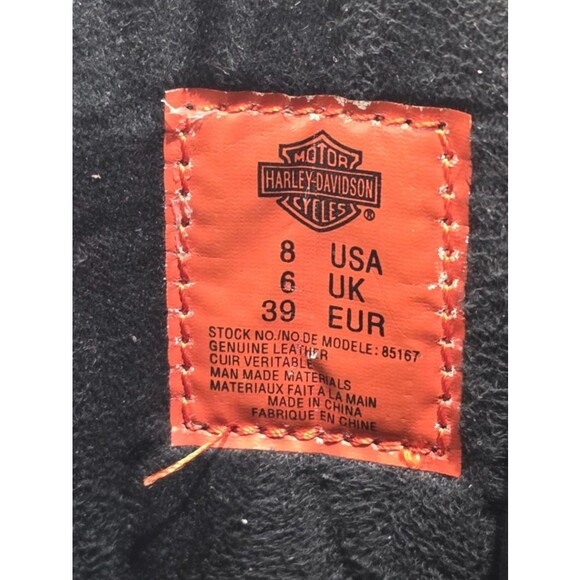 MOTOR
HARLEY-DAVIDSON
CYCLES ®
8 USA
6 UK
39 EUR
STOCK NO./NO.DE MODELE: 85167
GENUINE LEATHER
CUIR VERITABLE
MAN MADE MATERIALS
MATERIAUX FAIT A LA MAIN
MADE IN CHINA
FABRIQUE EN CHINE